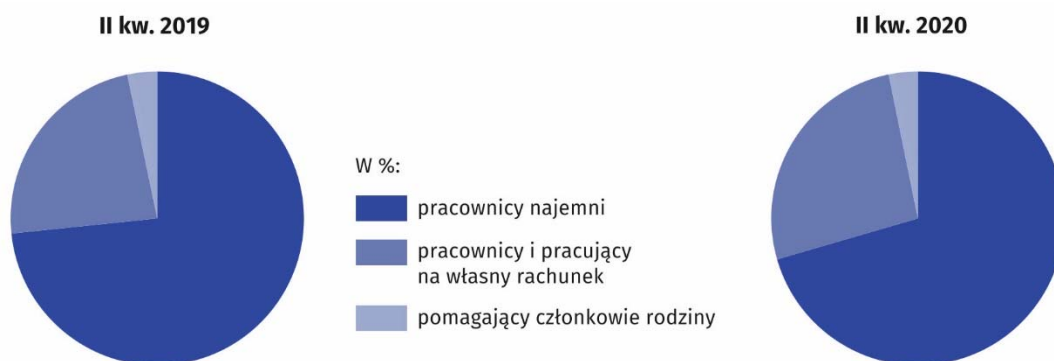 II kw. 2019
II kw. 2020
W %:
pracownicy najemni
pracownicy i pracujący
na własny rachunek
pomagający członkowie rodziny